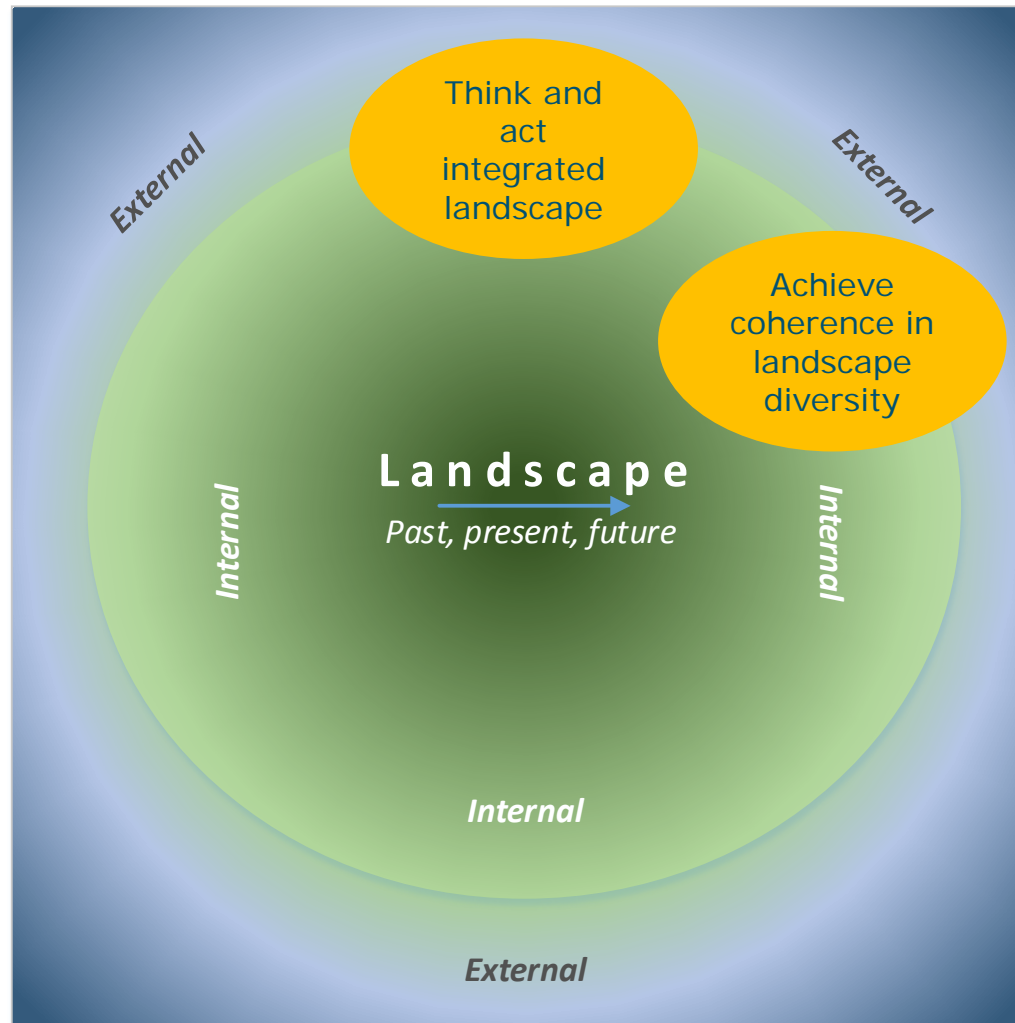 Think and
act
integrated
landscape
External
External
Achieve
coherence in
landscape
diversity
Landscape
Past, present, future
Internal
Internal
Internal
External